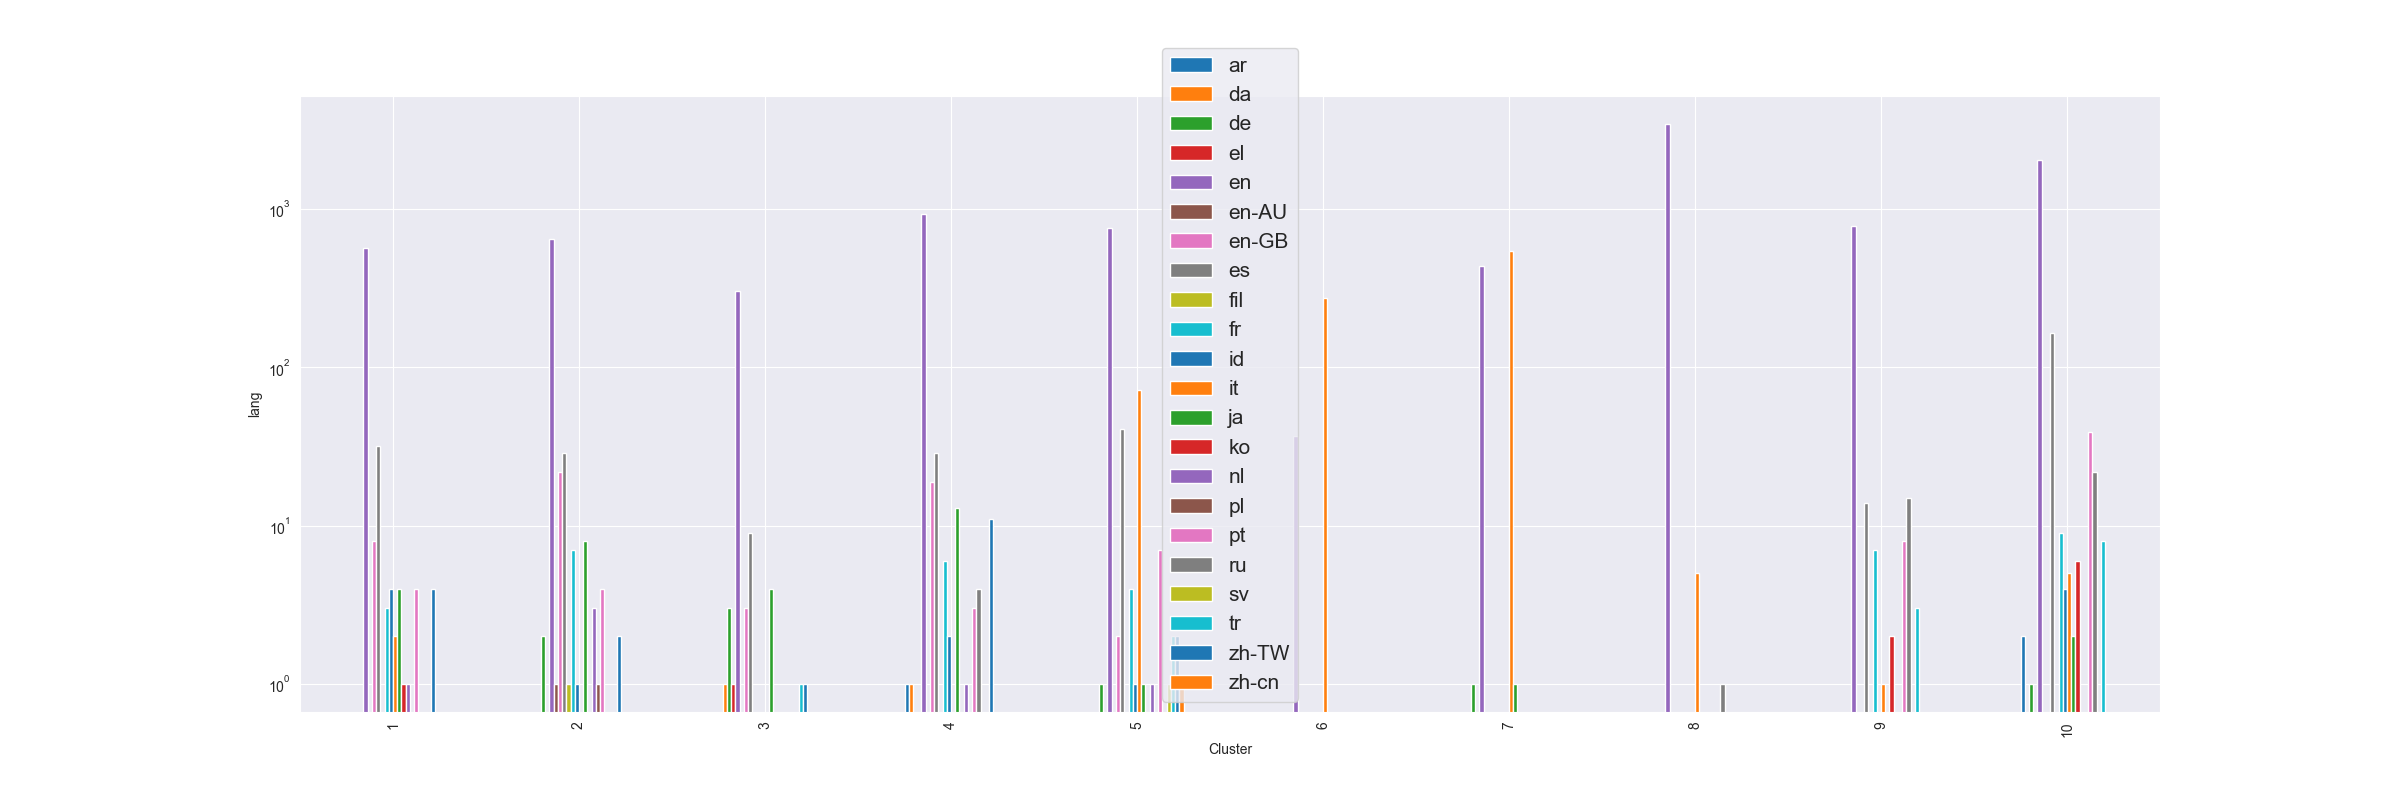 ar
da
de
el
en
en-AU
en-GB
es
fil
fr
id
it
ja
ko
nl
pl
pt
ru
sv
tr
zh-TW
zh-cn
10³
10²
10¹
10⁰
lang
1 2 3 4 5 6 7 8 9 10
Cluster